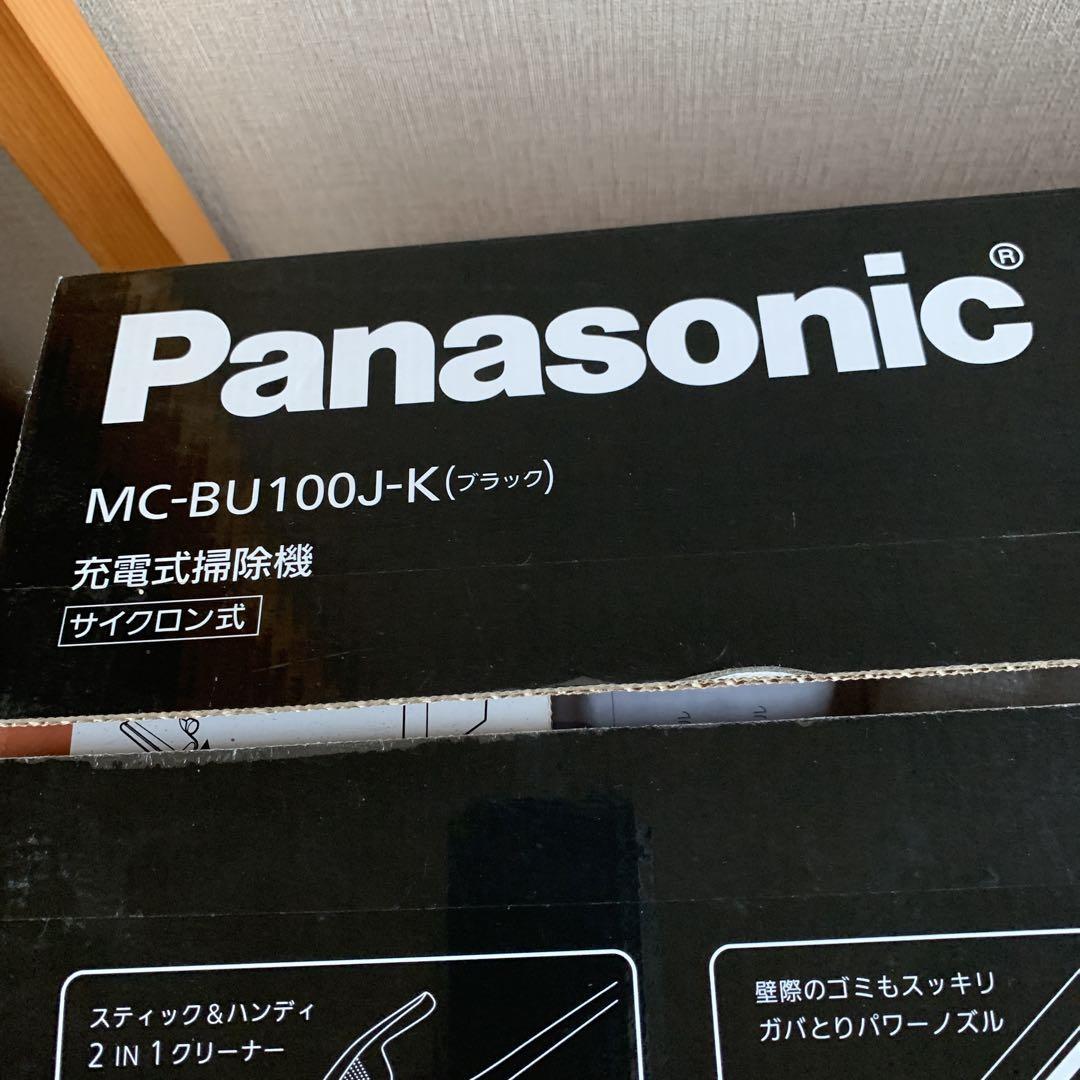 Panasonic®
MC-BU100J-K(ブラック)
充電式掃除機
サイクロン式
スティック&ハンディ
2 IN 1クリーナー
壁際のゴミもスッキリ
ガバとりパワーノズル